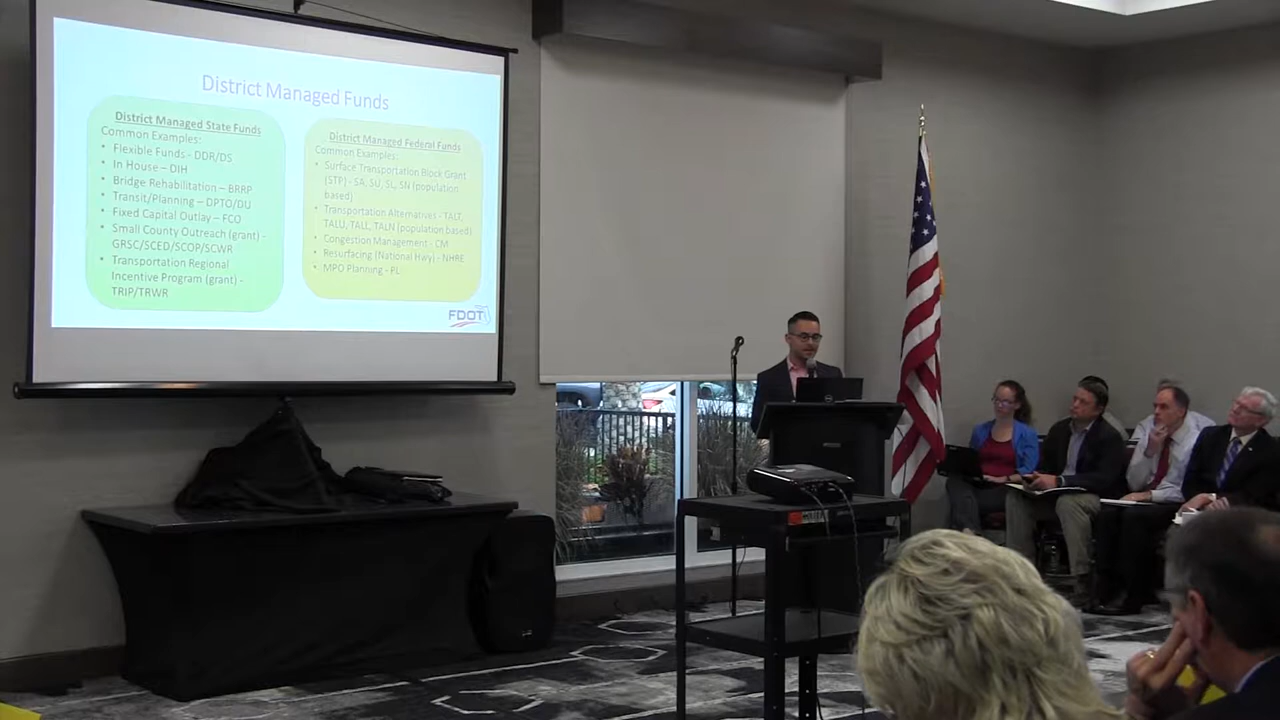 District Managed Funds
District Managed State Funds
Common Examples:
• Flexible Funds - DDR/DS
• In House – DIH
• Bridge Rehabilitation – BRRP
• Transit/Planning – DPTO/DU
• Fixed Capital Outlay – FCO
• Small County Outreach (grant) -
GRSC/SCED/SCOP/SCWR
• Transportation Regional
Incentive Program (grant) -
TRIP/TRWR
District Managed Federal Funds
Common Examples:
• Surface Transportation Block Grant
(STP) - SA, SU, SL, SN (population
based)
• Transportation Alternatives - TALT,
TALU, TALL, TALN (population based)
• Congestion Management - CM
• Resurfacing (National Hwy) - NHRE
• MPO Planning - PL
FDOT